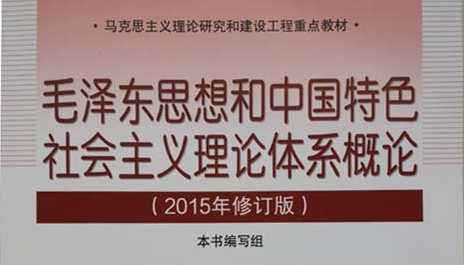 ·马克思主义理论研究和建设工程重点教材·
毛泽东思想和中国特色
社会主义理论体系概论
（2015年修订版）
本书编写组